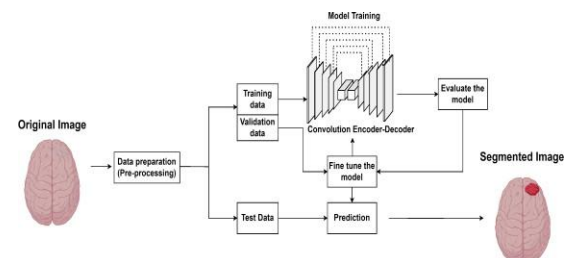 Model Training
Training
data
Validation
data
Evaluate the
model
Original Image
Convolution Encoder-Decoder
Data preparation
(Pre-processing)
Fine tune the
model
Segmented Image
Test Data
Prediction